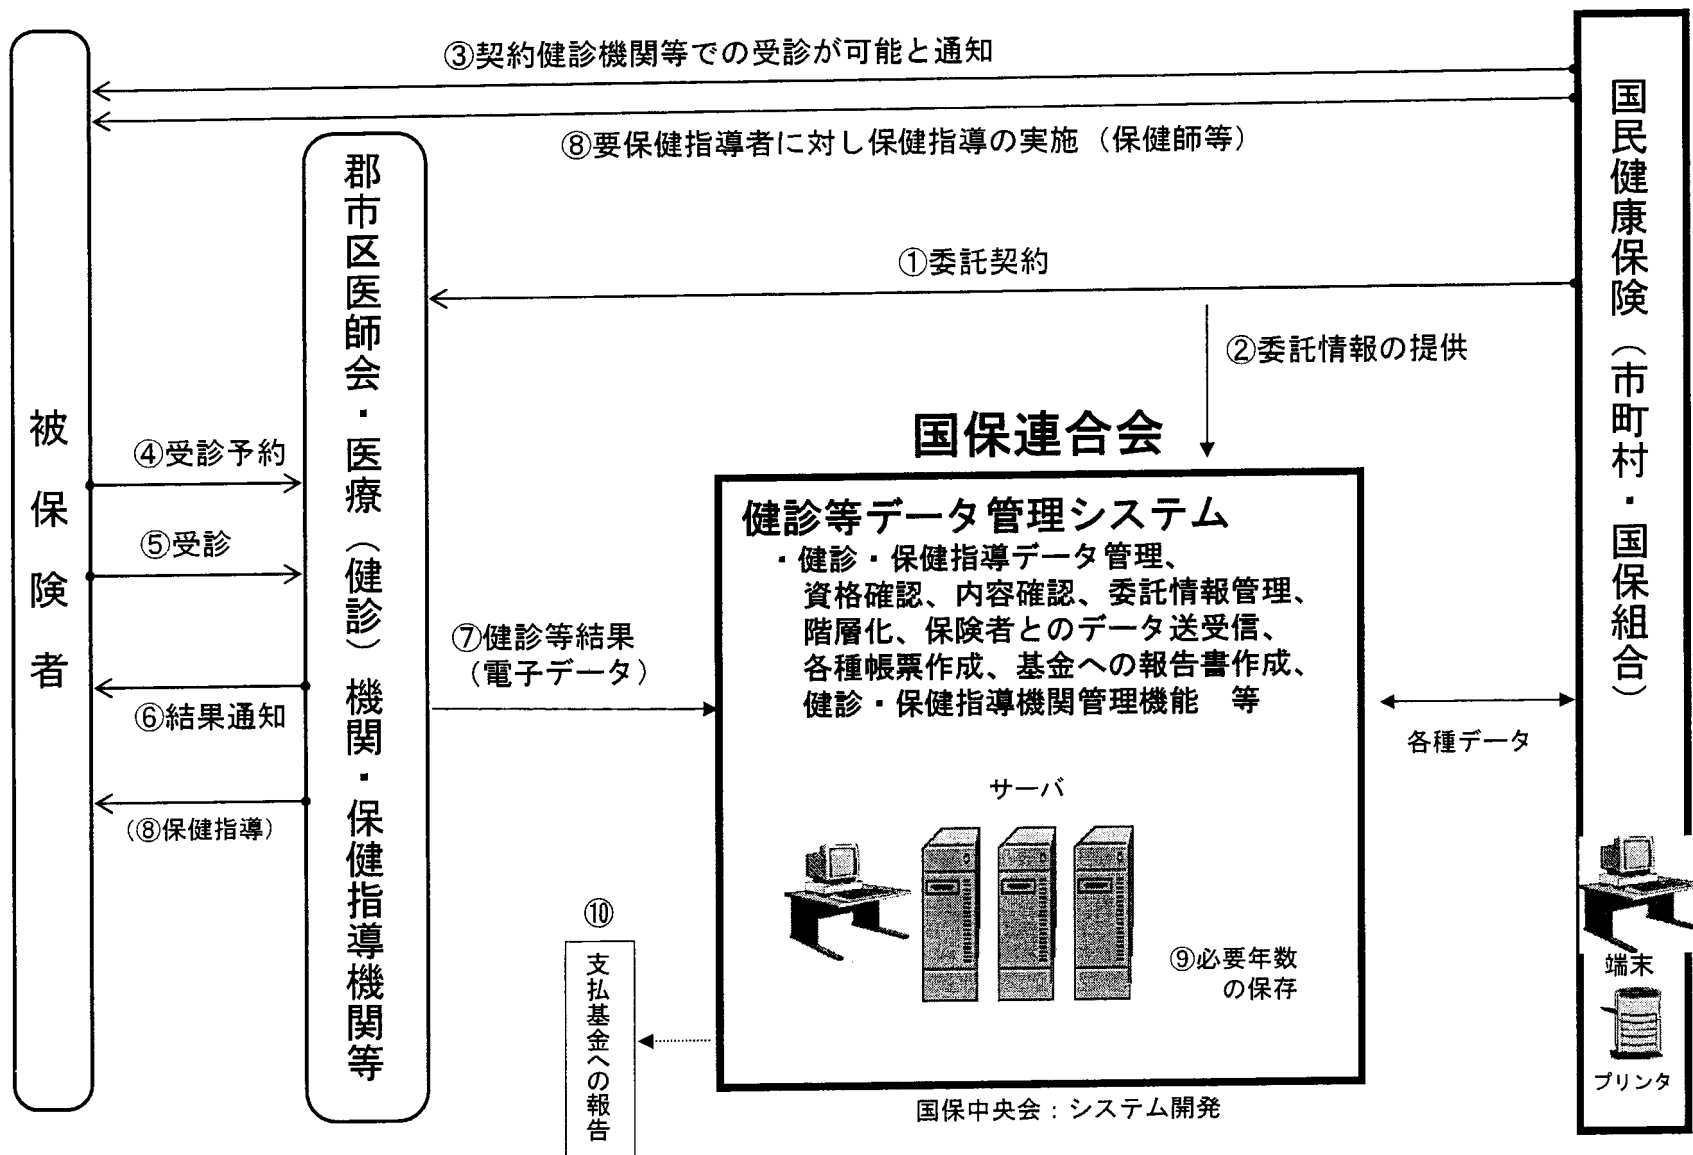 ③契約健診機関等での受診が可能と通知
⑧要保健指導者に対し保健指導の実施（保健師等）
①委託契約
②委託情報の提供
被保険者
郡市区医師会・医療（健診）機関・保健指導機関等
国民健康保険（市町村・国保組合）
④受診予約
⑤受診
⑥結果通知
（⑧保健指導）
⑦健診等結果
（電子データ）
国保連合会
健診等データ管理システム
・健診・保健指導データ管理、
資格確認、内容確認、委託情報管理、
階層化、保険者とのデータ送受信、
各種帳票作成、基金への報告書作成、
健診・保健指導機関管理機能　等
各種データ
サーバ
⑨必要年数
の保存
⑩
支払基金への報告
端末
プリンタ
国保中央会：システム開発